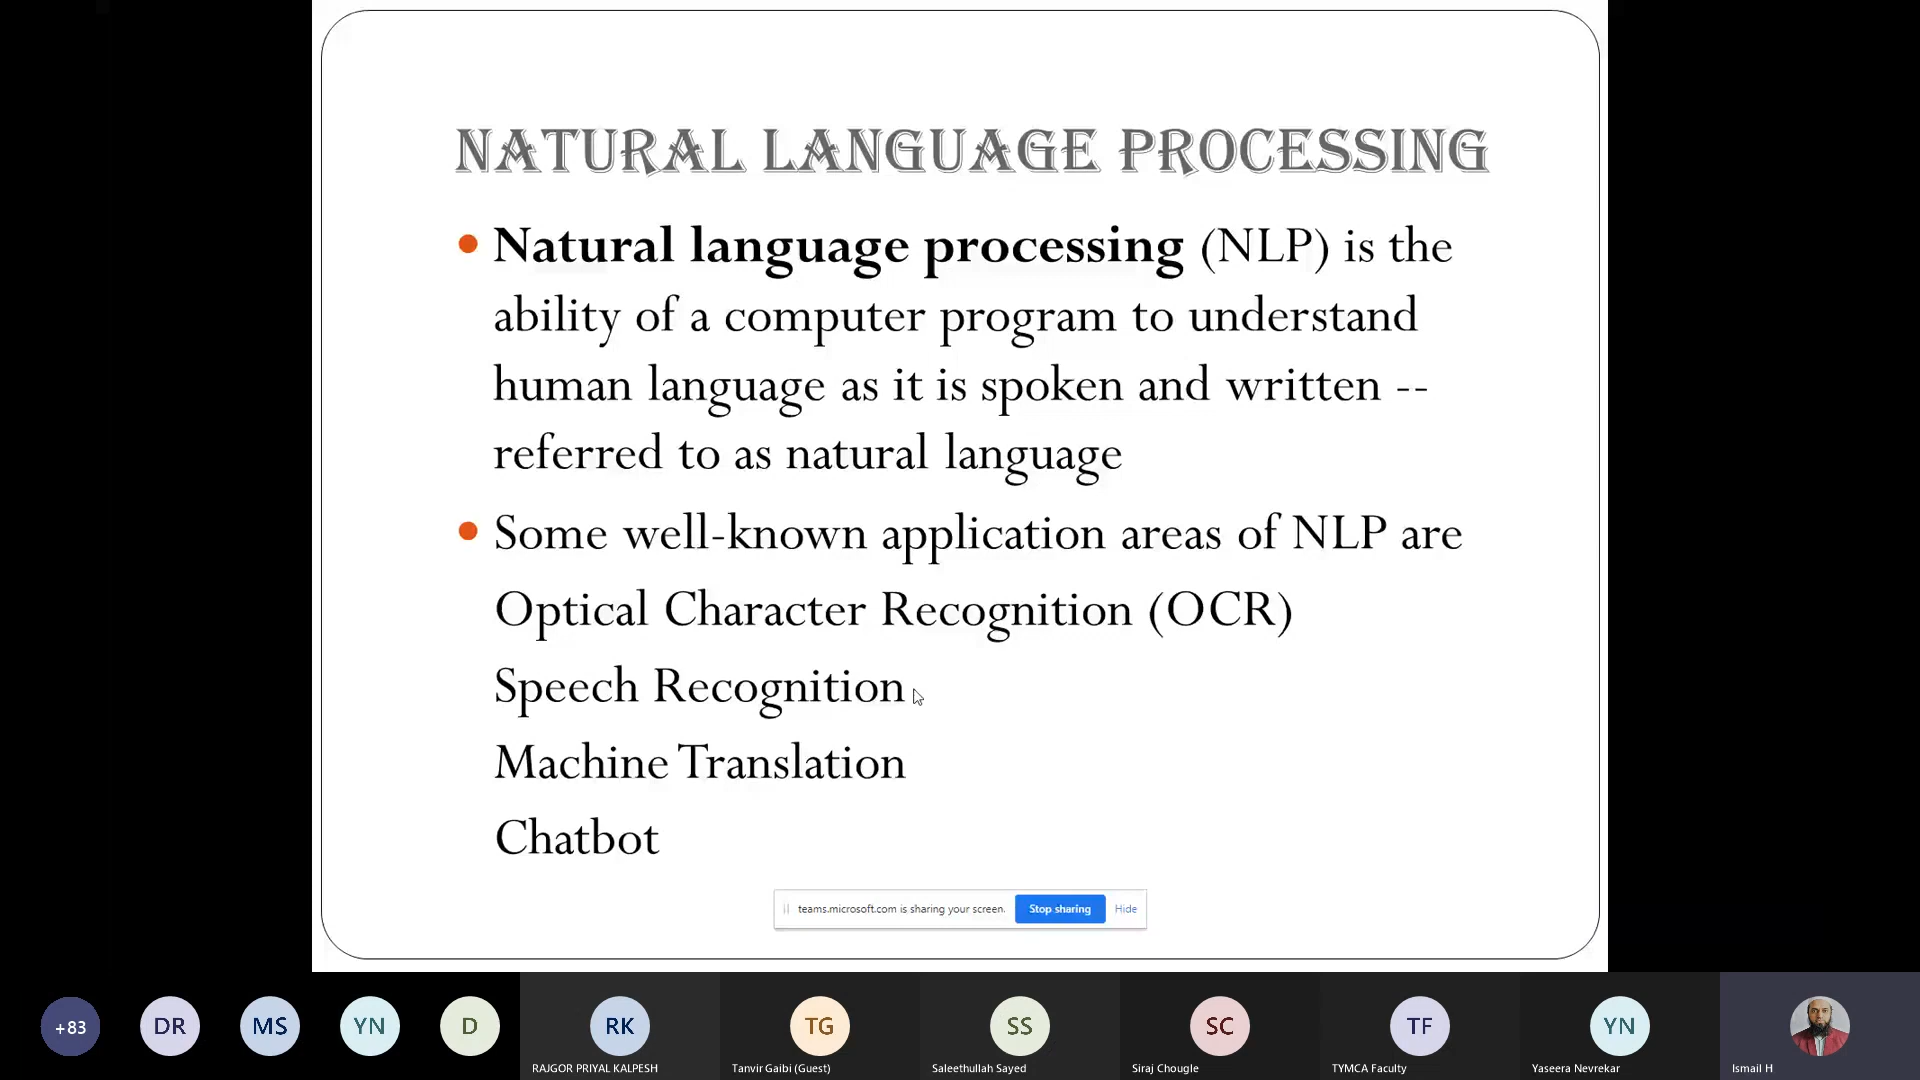 NATURAL LANGUAGE PROCESSING
Natural language processing (NLP) is the
ability of a computer program to understand
human language as it is spoken and written --
referred to as natural language
Some well-known application areas of NLP are
Optical Character Recognition (OCR)
Speech Recognition
Machine Translation
Chatbot
teams.microsoft.com is sharing your screen. Stop sharing Hide
+83 DR MS YN D RK TG SS SC TF YN
RAJGOR PRIYAL KALPESH Tanvir Gaibi (Guest) Saleethullah Sayed Siraj Chougle TYMCA Faculty Yaseera Nevrekar Ismail H